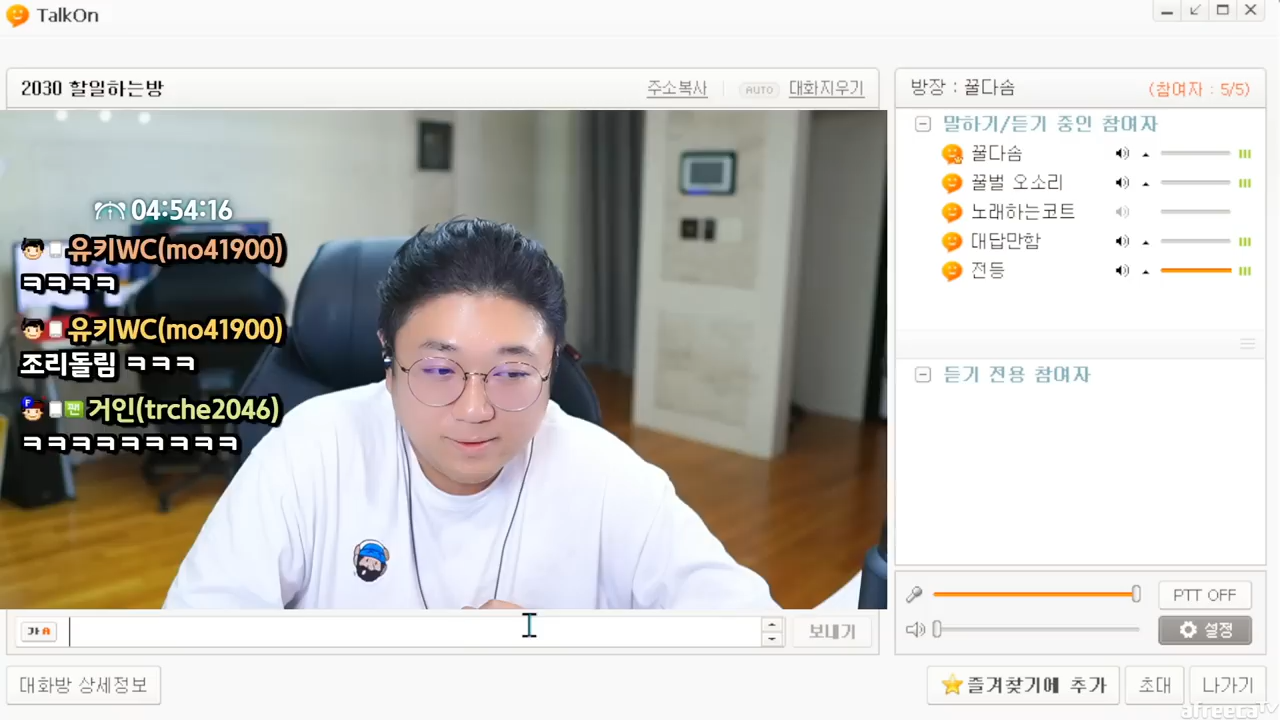 TalkOn
2030 할일하는방
주소복사
AUTO
대화지우기
04:54:16
유키WC(mo41900)
ㅋㅋㅋㅋ
유키WC(mo41900)
조리돌림 ㅋㅋㅋ
F
팬
거인(trche2046)
ㅋㅋㅋㅋㅋㅋㅋㅋㅋ
방장 : 꿀다솜
(참여자 : 5/5)
말하기/듣기 중인 참여자
꿀다솜
꿀벌 오소리
노래하는코트
대답만함
전등
듣기 전용 참여자
PTT OFF
설정
가A
보내기
대화방 상세정보
즐겨찾기에 추가
초대
나가기
afreecaTV